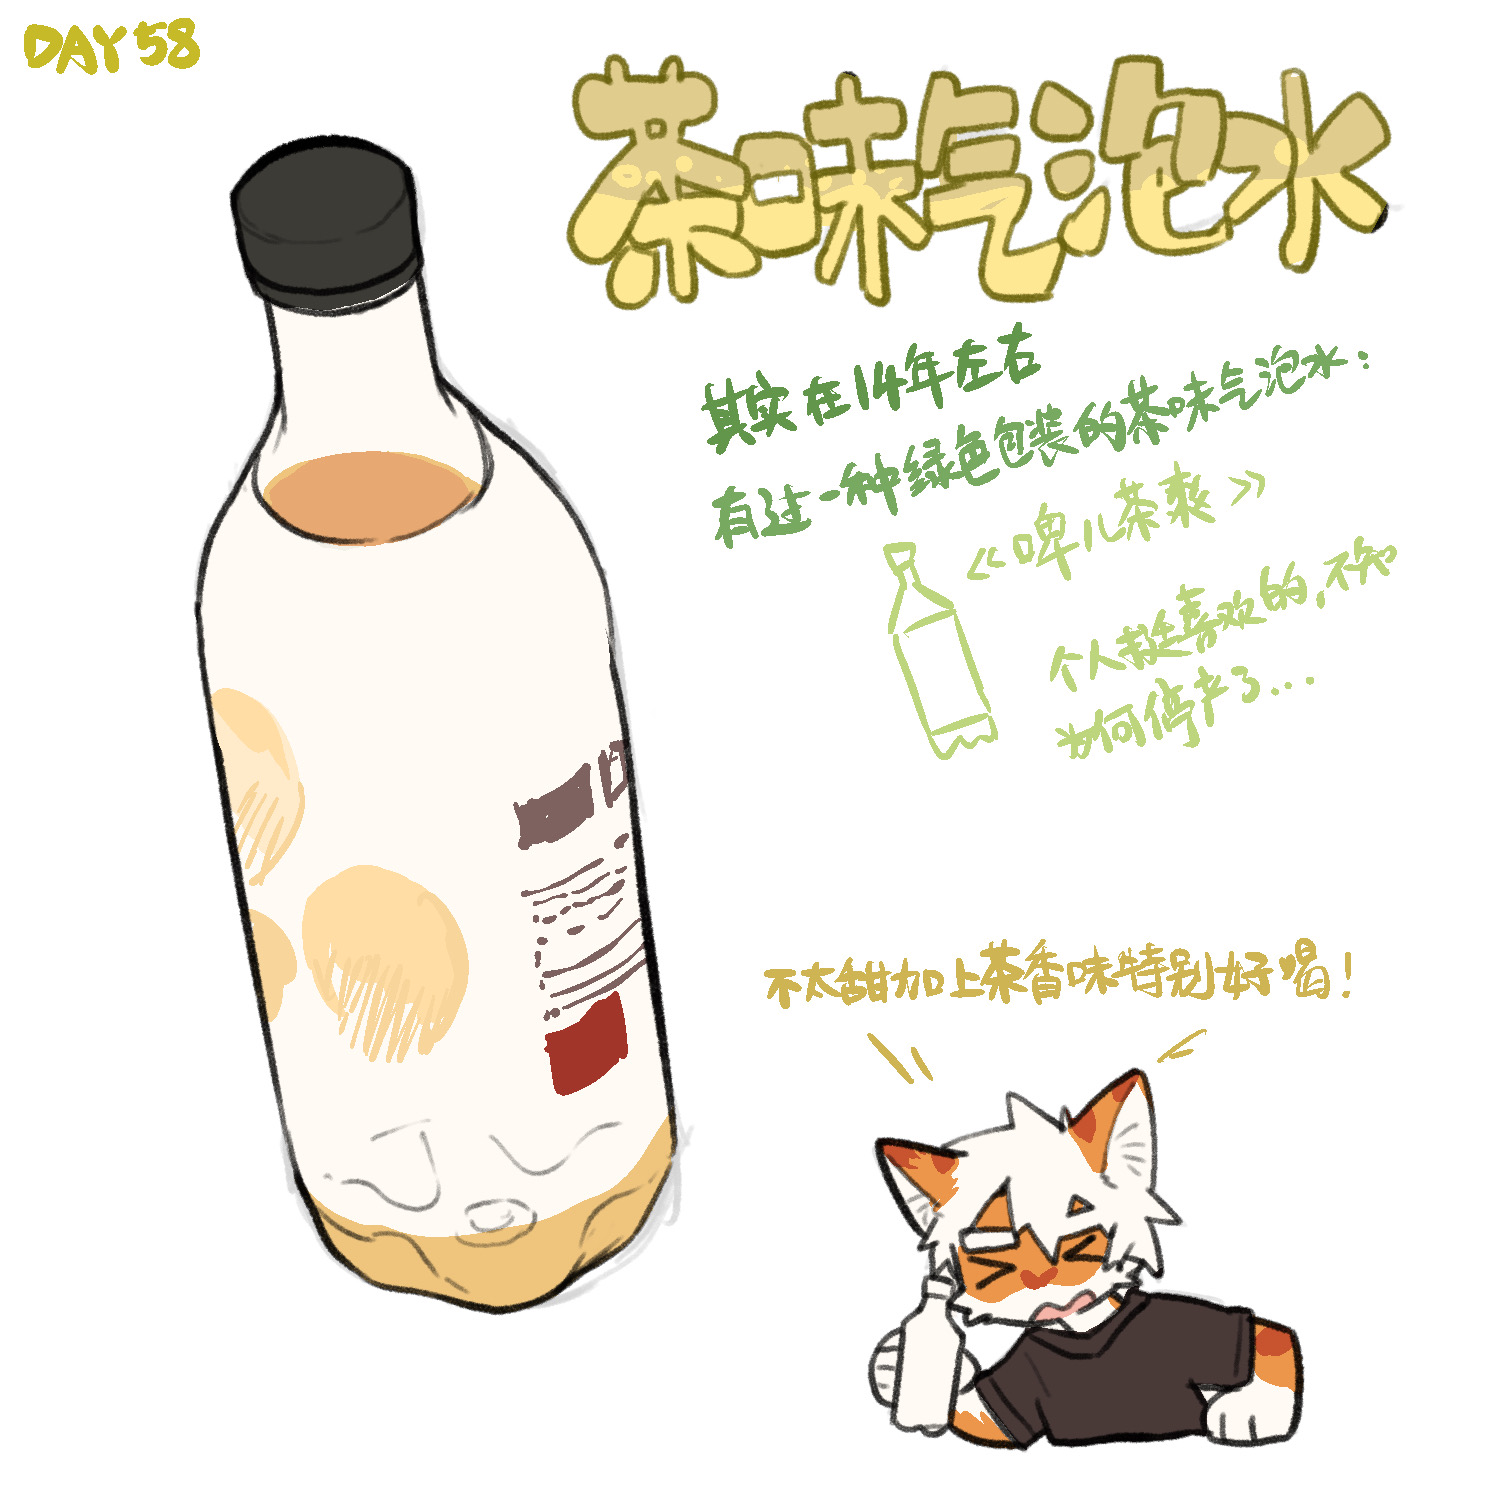 DAY 58
茶味气泡水
其实在14年左右
有过一种绿色包装的茶味气泡水：
《啤儿茶爽》
个人挺喜欢的，不知
为何停产了...
不太甜加上茶香味特别好喝！